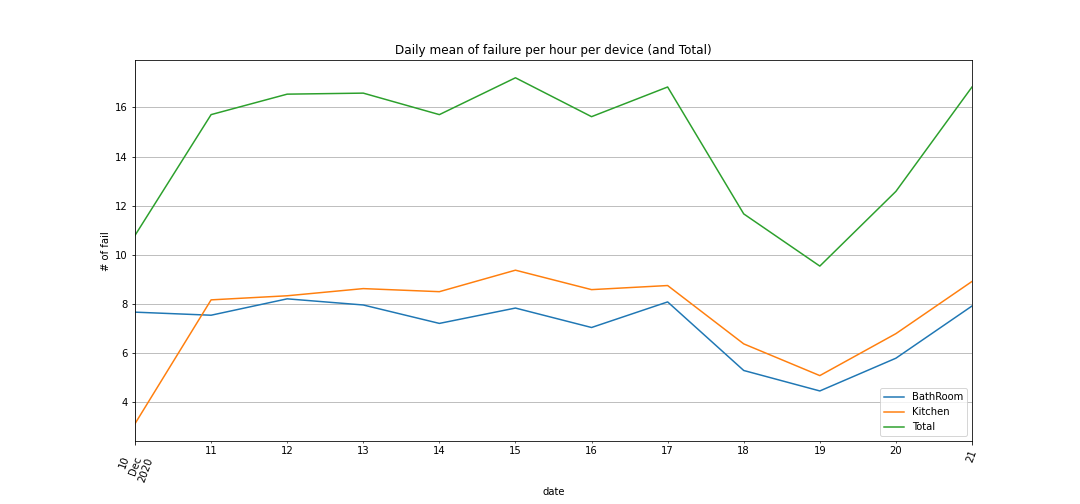 Daily mean of failure per hour per device (and Total)
# of fail
16
14
12
10
8
6
4
BathRoom
Kitchen
Total
10
Dec
2020
11
12
13
14
15
16
17
18
19
20
21
date